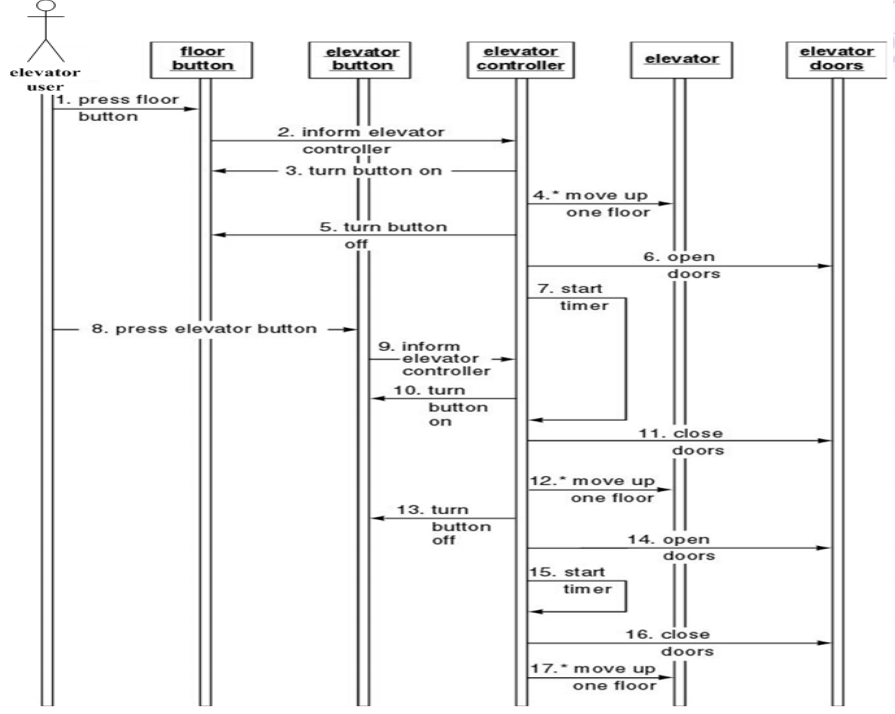 elevator
user
floor
button
elevator
button
elevator
controller
elevator
elevator
doors
1. press floor
button
2. inform elevator
controller
3. turn button on
4.* move up
one floor
5. turn button
off
6. open
doors
7. start
timer
8. press elevator button
9. inform
elevator
controller
10. turn
button
on
11. close
doors
12.* move up
one floor
13. turn
button
off
14. open
doors
15. start
timer
16. close
doors
17.* move up
one floor